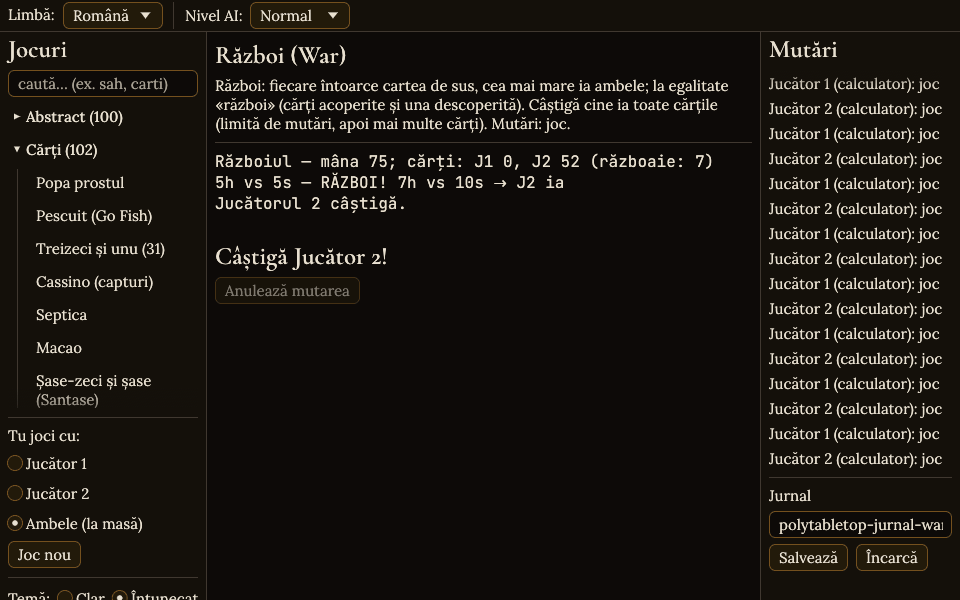 Limbă:
Română
Nivel AI:
Normal
Jocuri
caută... (ex. sah, carti)
Abstract (100)
Cărți (102)
Popa prostul
Pescuit (Go Fish)
Treizeci și unu (31)
Cassino (capturi)
Septica
Macao
Șase-zeci și șase
(Santase)
Tu joci cu:
Jucător 1
Jucător 2
Ambele (la masă)
Joc nou
Temă:
Clar
Întunecat
Război (War)
Război: fiecare întoarce cartea de sus, cea mai mare ia ambele; la egalitate
«război» (cărți acoperite și una descoperită). Câștigă cine ia toate cărțile
(limită de mutări, apoi mai multe cărți). Mutări: joc.
Războiul — mâna 75; cărți: J1 0, J2 52 (războaie: 7)
5h vs 5s — RĂZBOI! 7h vs 10s → J2 ia
Jucătorul 2 câștigă.
Câștigă Jucător 2!
Anulează mutarea
Mutări
Jucător 1 (calculator): joc
Jucător 2 (calculator): joc
Jucător 1 (calculator): joc
Jucător 2 (calculator): joc
Jucător 1 (calculator): joc
Jucător 2 (calculator): joc
Jucător 1 (calculator): joc
Jucător 2 (calculator): joc
Jucător 1 (calculator): joc
Jucător 2 (calculator): joc
Jucător 1 (calculator): joc
Jucător 2 (calculator): joc
Jucător 1 (calculator): joc
Jucător 2 (calculator): joc
Jucător 1 (calculator): joc
Jucător 2 (calculator): joc
Jurnal
polytabletop-jurnal-war
Salvează
Încarcă